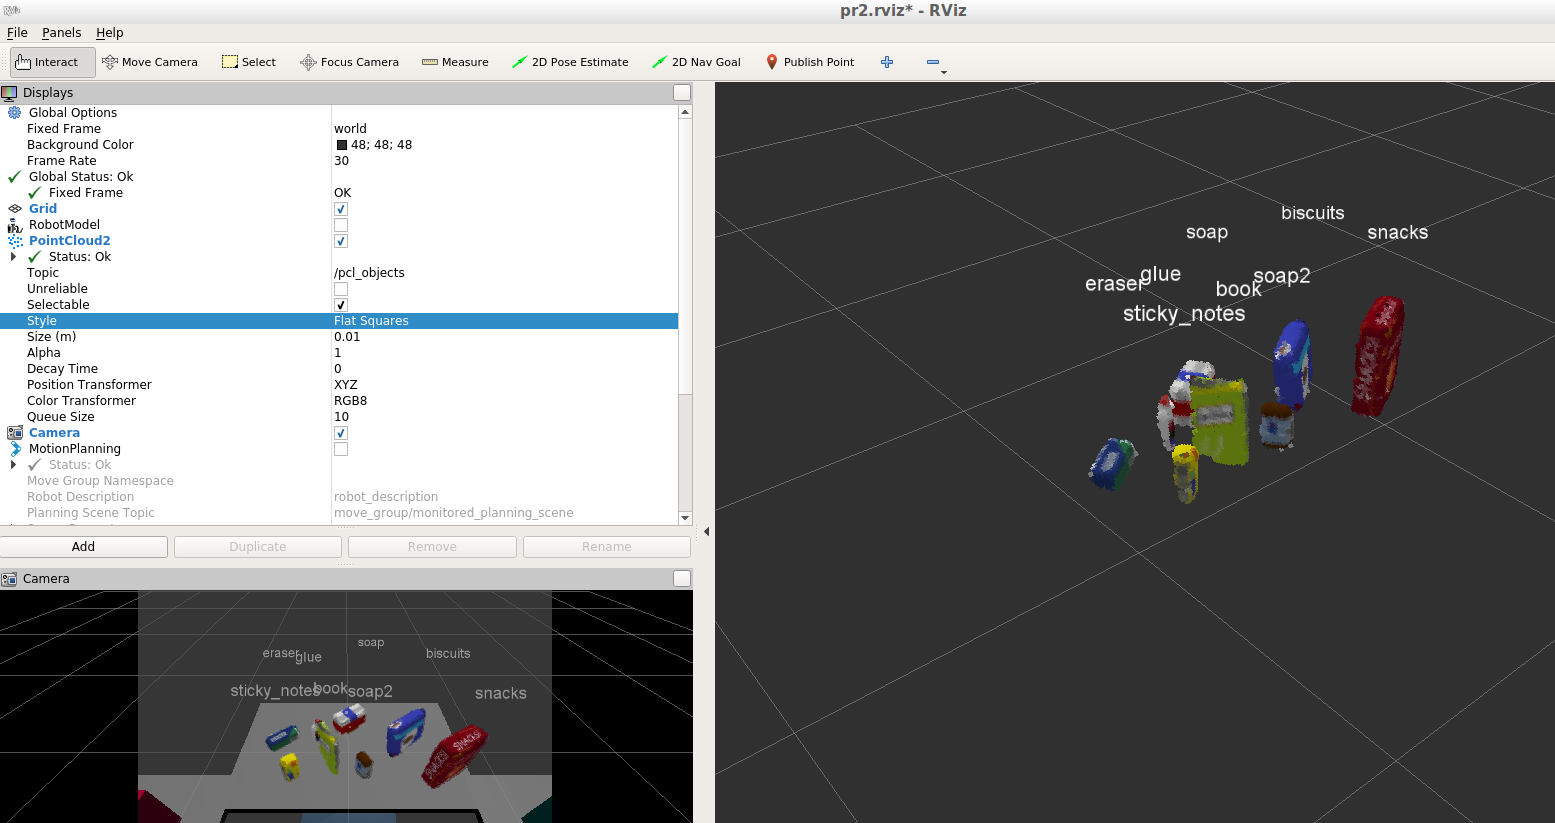 RViz
pr2.rviz* - RViz
File Panels Help
Interact Move Camera Select Focus Camera Measure 2D Pose Estimate 2D Nav Goal Publish Point
Displays
Global Options
Fixed Frame world
Background Color 48; 48; 48
Frame Rate 30
Global Status: Ok
Fixed Frame OK
Grid
RobotModel
PointCloud2
Status: Ok
Topic /pcl_objects
Unreliable
Selectable
Style Flat Squares
Size (m) 0.01
Alpha 1
Decay Time 0
Position Transformer XYZ
Color Transformer RGB8
Queue Size 10
Camera
MotionPlanning
Status: Ok
Move Group Namespace
Robot Description robot_description
Planning Scene Topic move_group/monitored_planning_scene
Add Duplicate Remove Rename
Camera
soap
eraser
glue
biscuits
sticky_notes
book
soap2
snacks
SNACKS
SNACKS
biscuits
soap
snacks
glue
soap2
eraser
book
sticky_notes